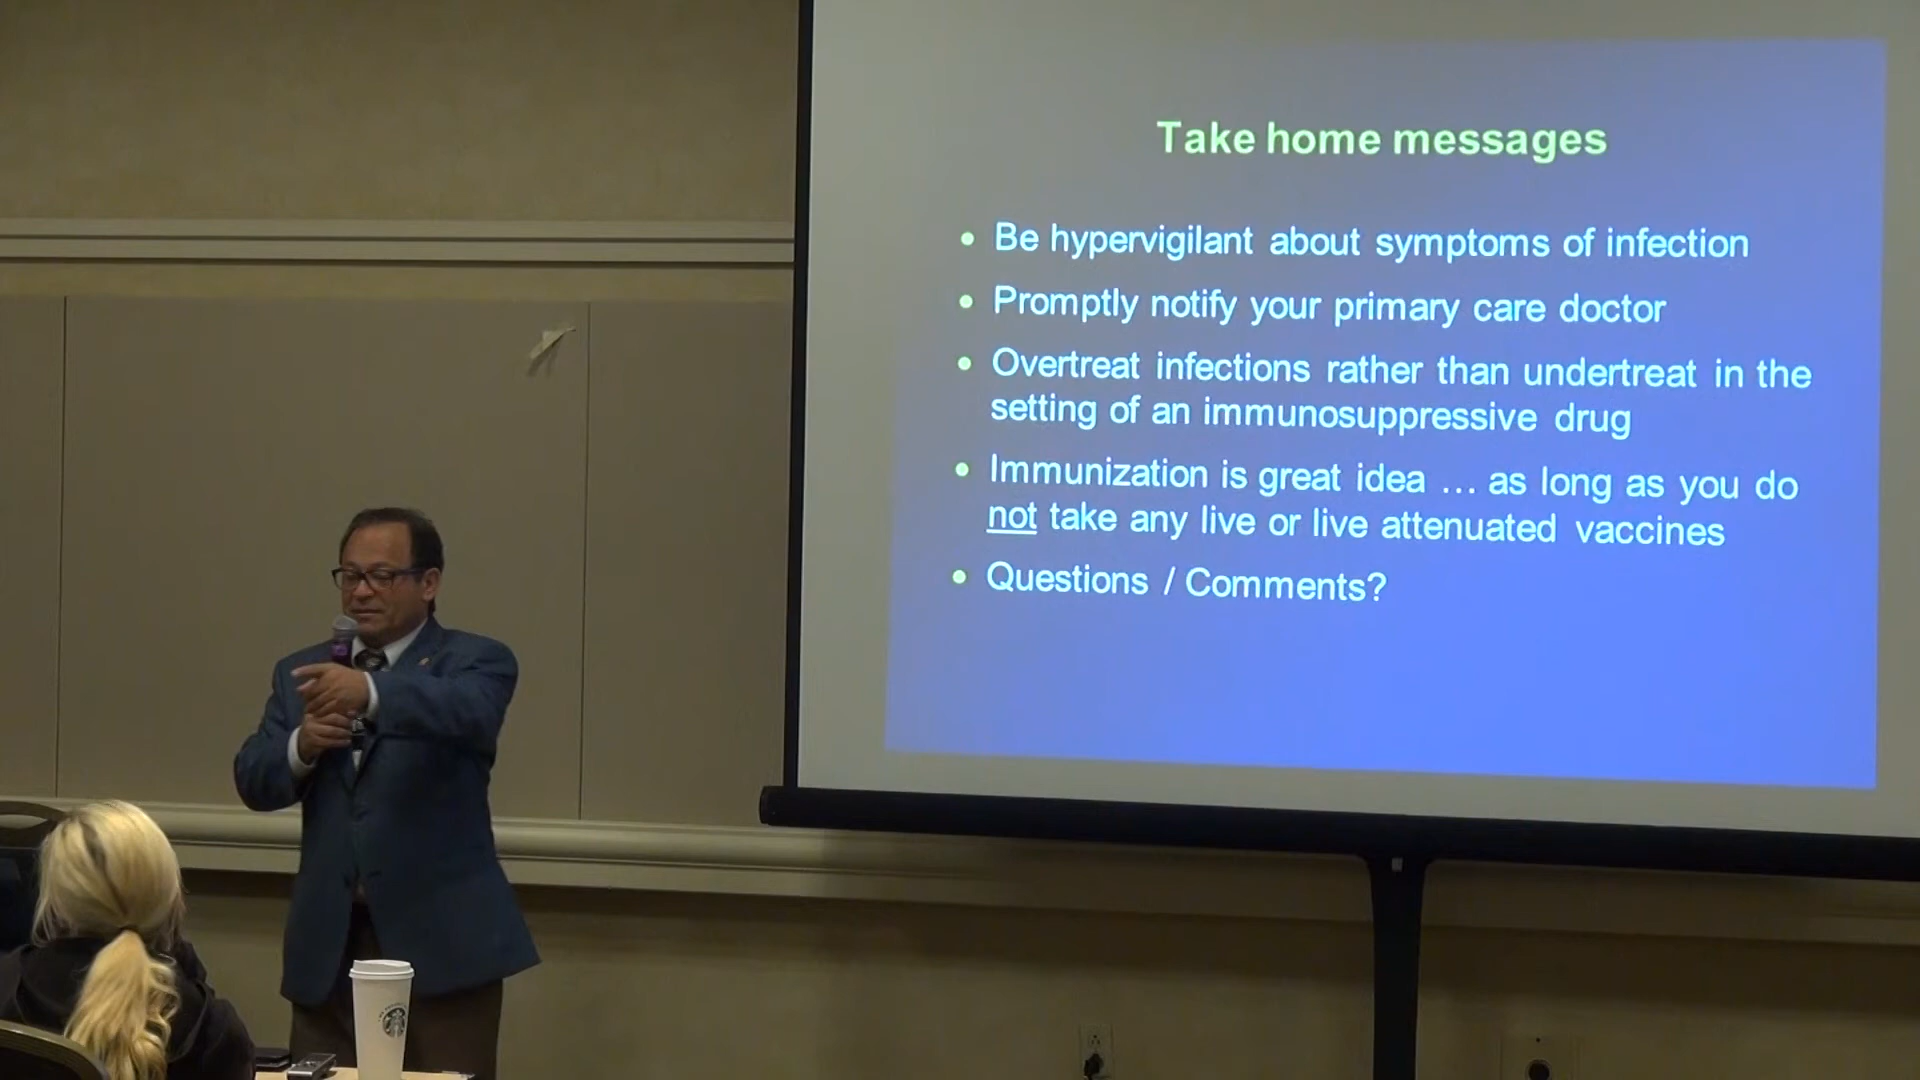 Take home messages
• Be hypervigilant about symptoms of infection
• Promptly notify your primary care doctor
• Overtreat infections rather than undertreat in the
setting of an immunosuppressive drug
• Immunization is great idea ... as long as you do
not take any live or live attenuated vaccines
• Questions / Comments?